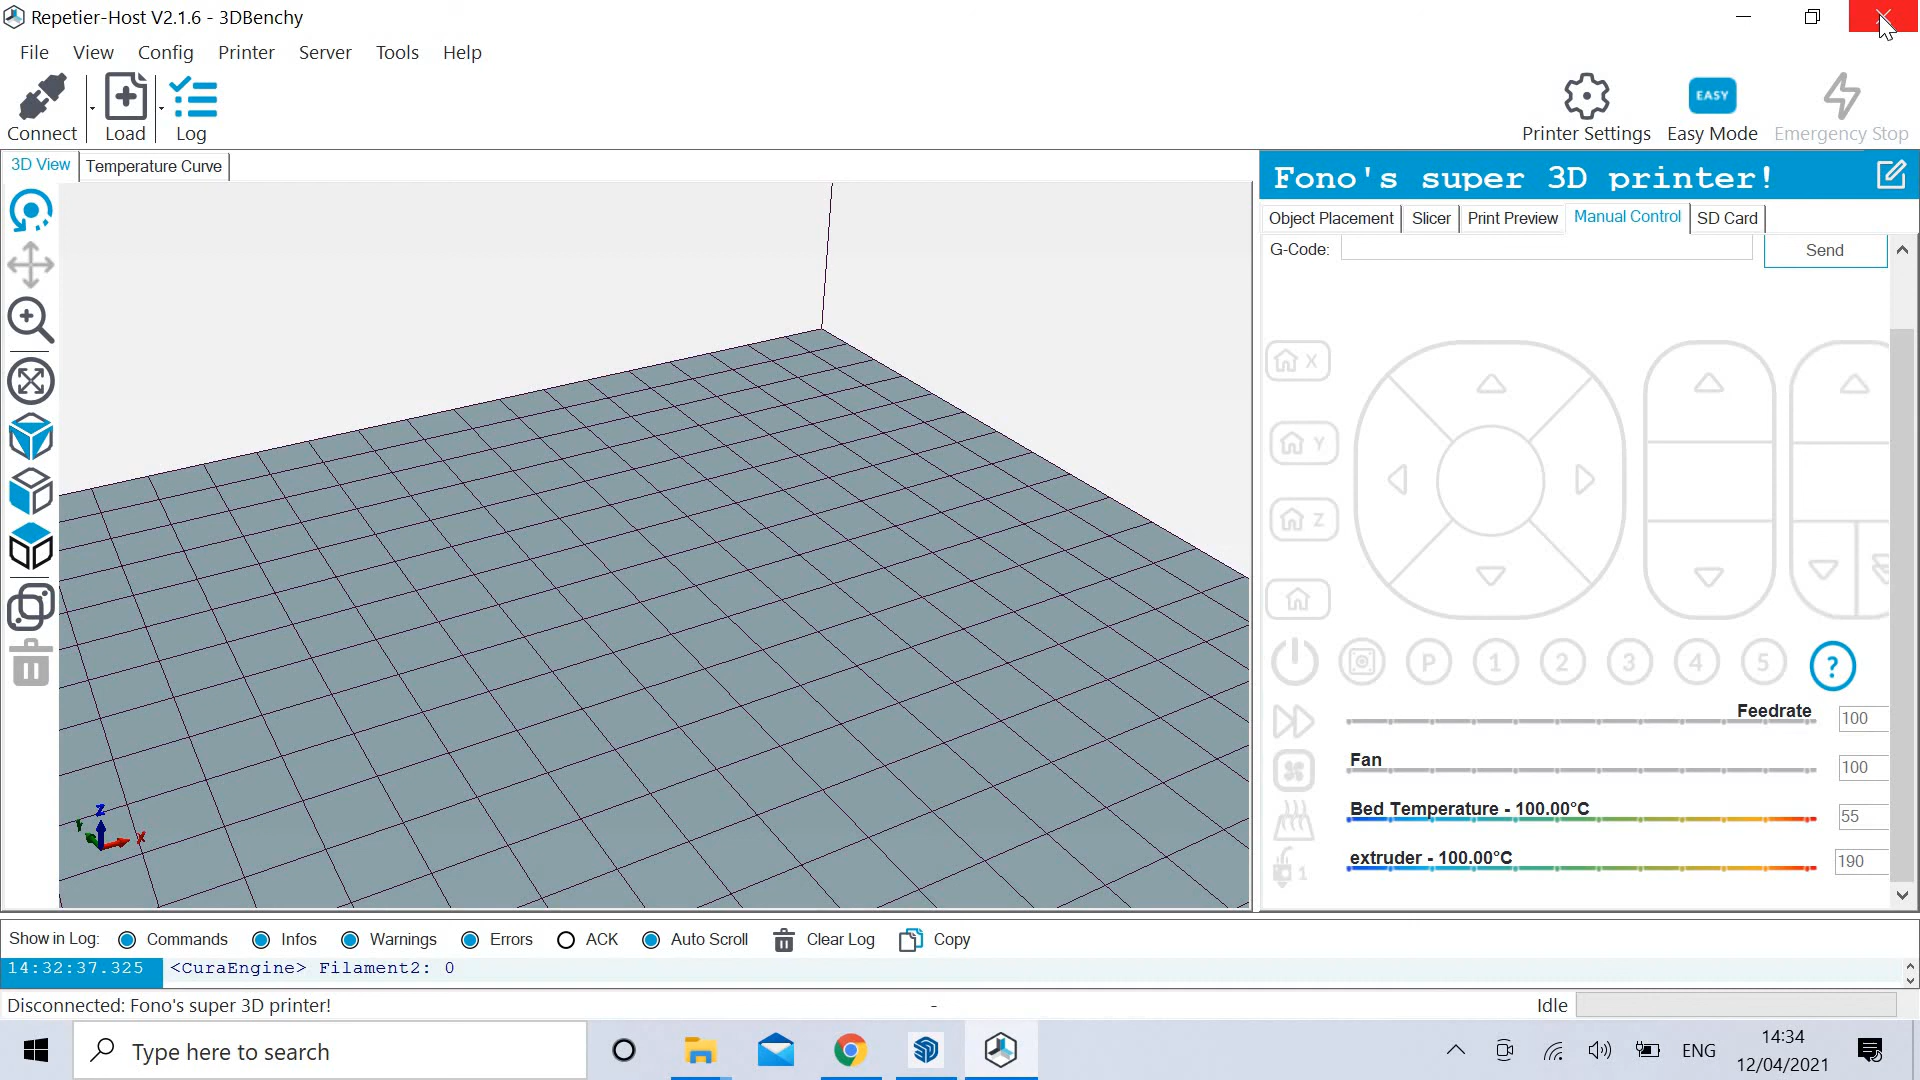 Repetier-Host V2.1.6 - 3DBenchy
File View Config Printer Server Tools Help
Connect Load Log Printer Settings EASY Easy Mode Emergency Stop
3D View Temperature Curve
Fono's super 3D printer!
Object Placement Slicer Print Preview Manual Control SD Card
G-Code: Send
X
Y
Z
P 1 2 3 4 5 ?
Feedrate 100
Fan 100
Bed Temperature - 100.00°C 55
extruder - 100.00°C 190
1
Z
Y
X
Show in Log: Commands Infos Warnings Errors ACK Auto Scroll Clear Log Copy
14:32:37.325 <CuraEngine> Filament2: 0
Disconnected: Fono's super 3D printer! - Idle
Type here to search
ENG
14:34
12/04/2021